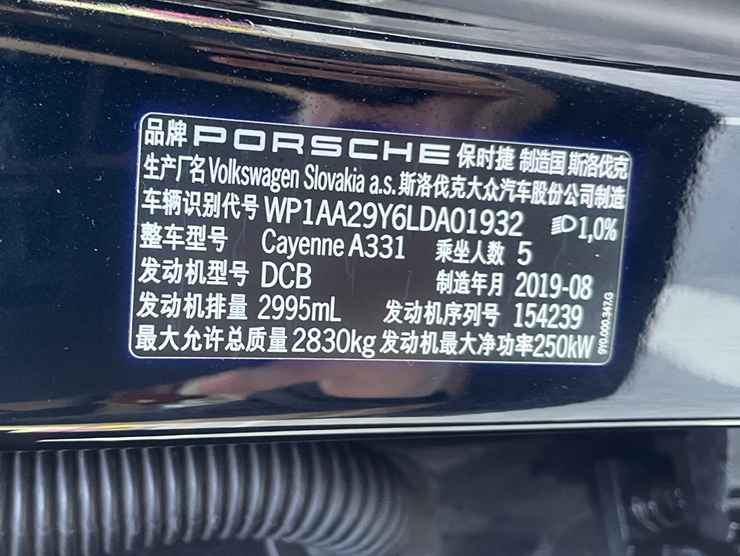 品牌 PORSCHE 保时捷 制造国 斯洛伐克
生产厂名 Volkswagen Slovakia a.s. 斯洛伐克大众汽车股份公司制造
车辆识别代号 WP1AA29Y6LDA01932 1,0%
整车型号 Cayenne A331 乘坐人数 5
发动机型号 DCB 制造年月 2019-08
发动机排量 2995mL 发动机序列号 154239
最大允许总质量 2830kg 发动机最大净功率 250kW
9Y0.000.347.G